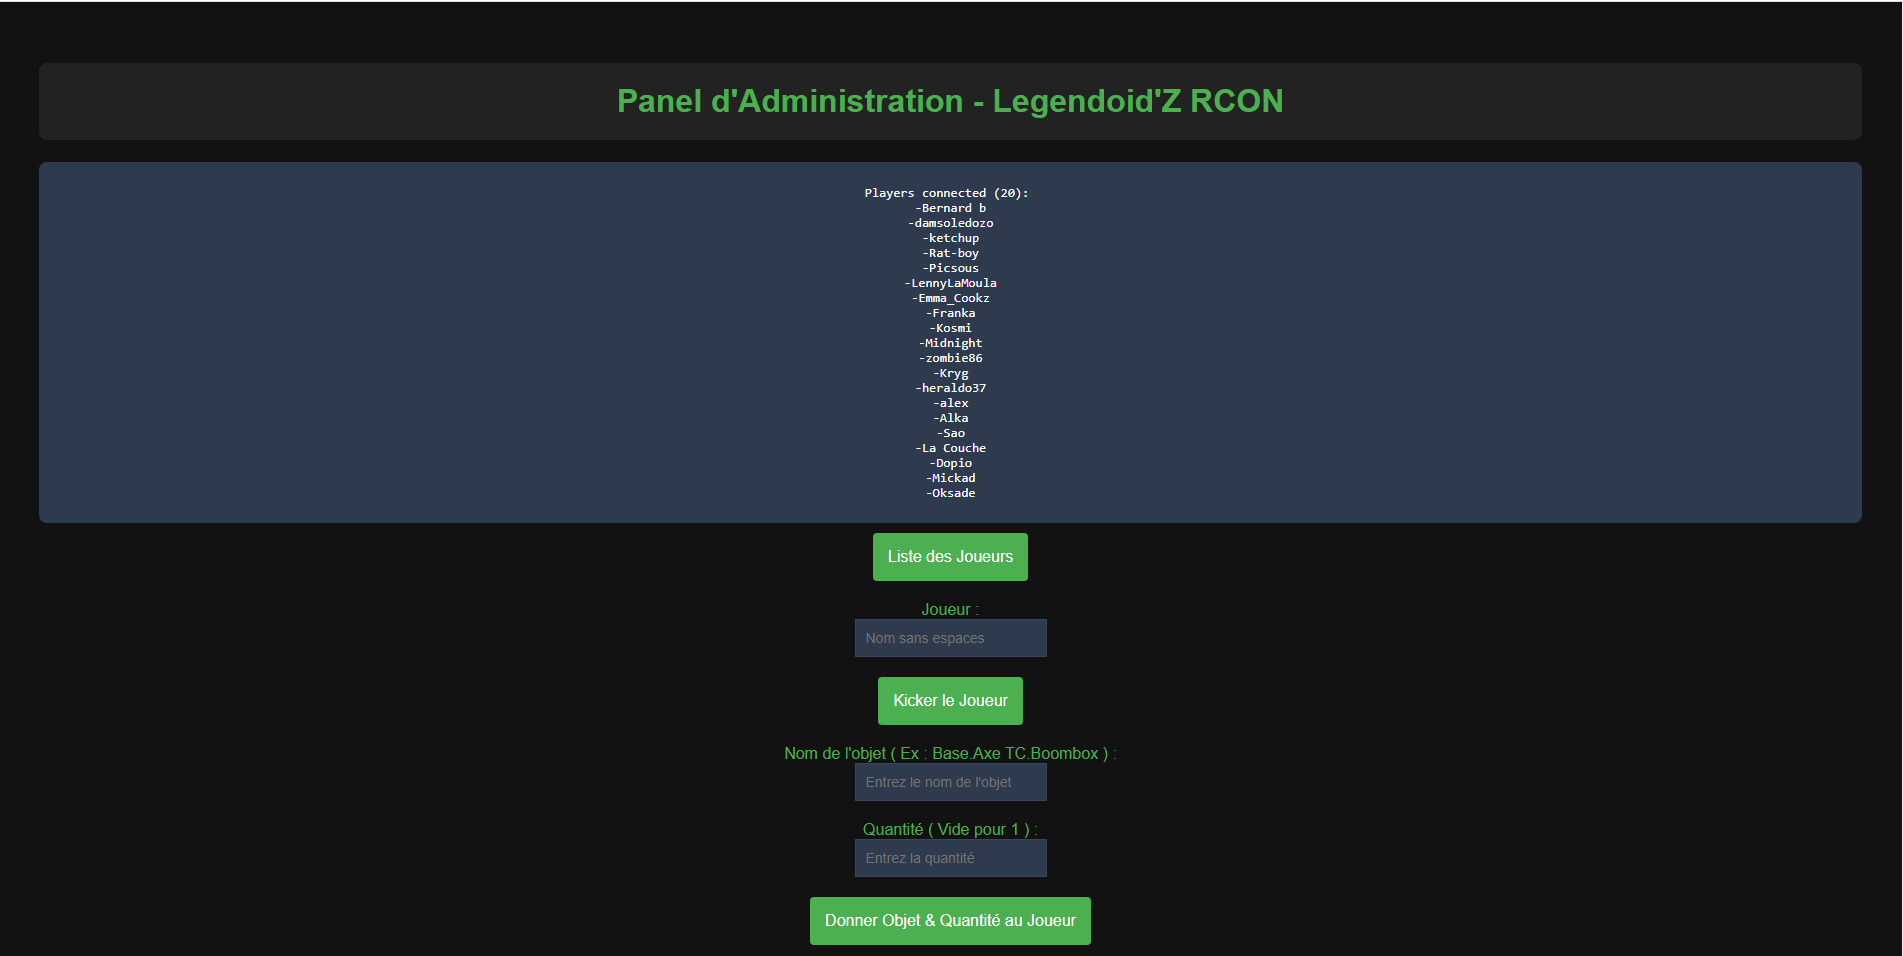 Panel d'Administration - Legendoid'Z RCON
Players connected (20):
-Bernard b
-damsoledozo
-ketchup
-Rat-boy
-Picsous
-LennyLaMoula
-Emma_Cookz
-Franka
-Kosmi
-Midnight
-zombie86
-Kryg
-heraldo37
-alex
-Alka
-Sao
-La Couche
-Dopio
-Mickad
-Oksade
Liste des Joueurs
Joueur :
Nom sans espaces
Kicker le Joueur
Nom de l'objet ( Ex : Base.Axe TC.Boombox ) :
Entrez le nom de l'objet
Quantité ( Vide pour 1 ) :
Entrez la quantité
Donner Objet & Quantité au Joueur